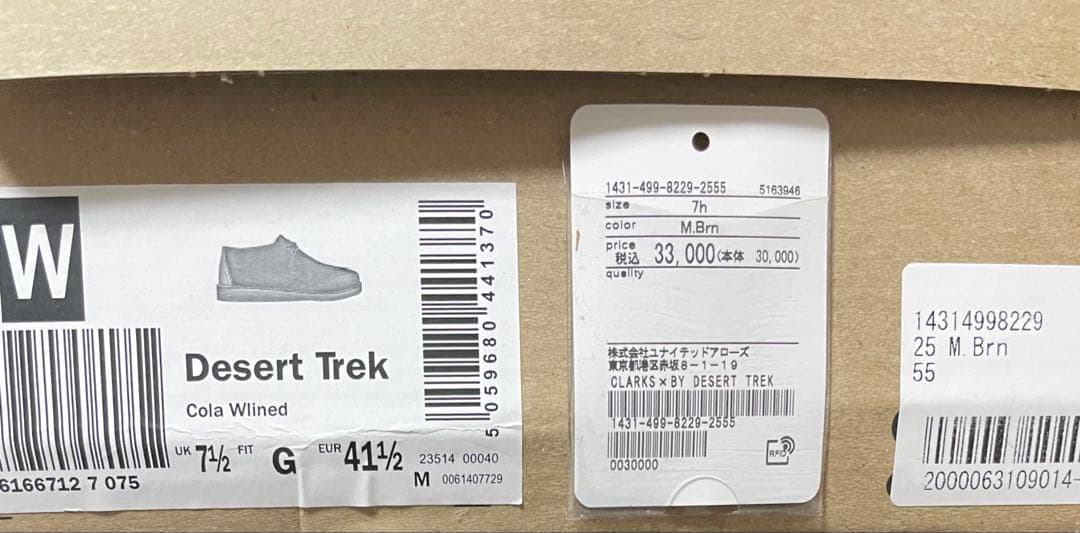 W
Desert Trek
Cola Wlined
UK 7½ FIT G EUR 41½
23514 00040
M 0061407729
6166712 7 075
5 059680 441370
1431-499-8229-2555 5163946
size 7h
color M.Brn
price
税込 33,000(本体 30,000)
quality
株式会社ユナイテッドアローズ
東京都港区赤坂8-1-19
CLARKS×BY DESERT TREK
1431-499-8229-2555
0030000
RFID
14314998229
25 M.Brn
55
2000063109014-